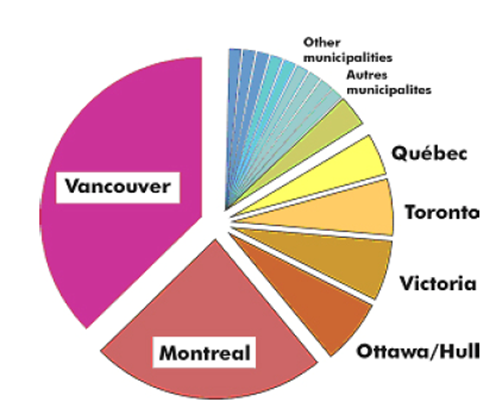 Other
municipalities
Autres
municipalites
Québec
Vancouver
Toronto
Victoria
Montreal
Ottawa/Hull